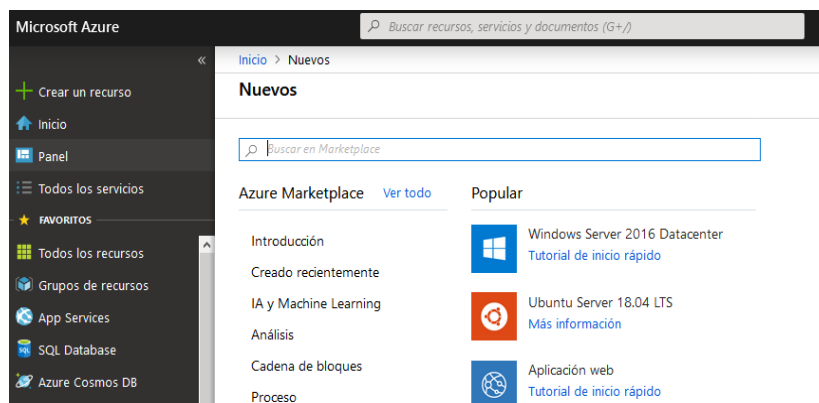 Microsoft Azure
Buscar recursos, servicios y documentos (G+/)
«
Crear un recurso
Inicio
Panel
Todos los servicios
FAVORITOS
Todos los recursos
Grupos de recursos
App Services
SQL Database
Azure Cosmos DB
Inicio > Nuevos
Nuevos
Buscar en Marketplace
Azure Marketplace Ver todo
Introducción
Creado recientemente
IA y Machine Learning
Análisis
Cadena de bloques
Proceso
Popular
Windows Server 2016 Datacenter
Tutorial de inicio rápido
Ubuntu Server 18.04 LTS
Más información
Aplicación web
Tutorial de inicio rápido